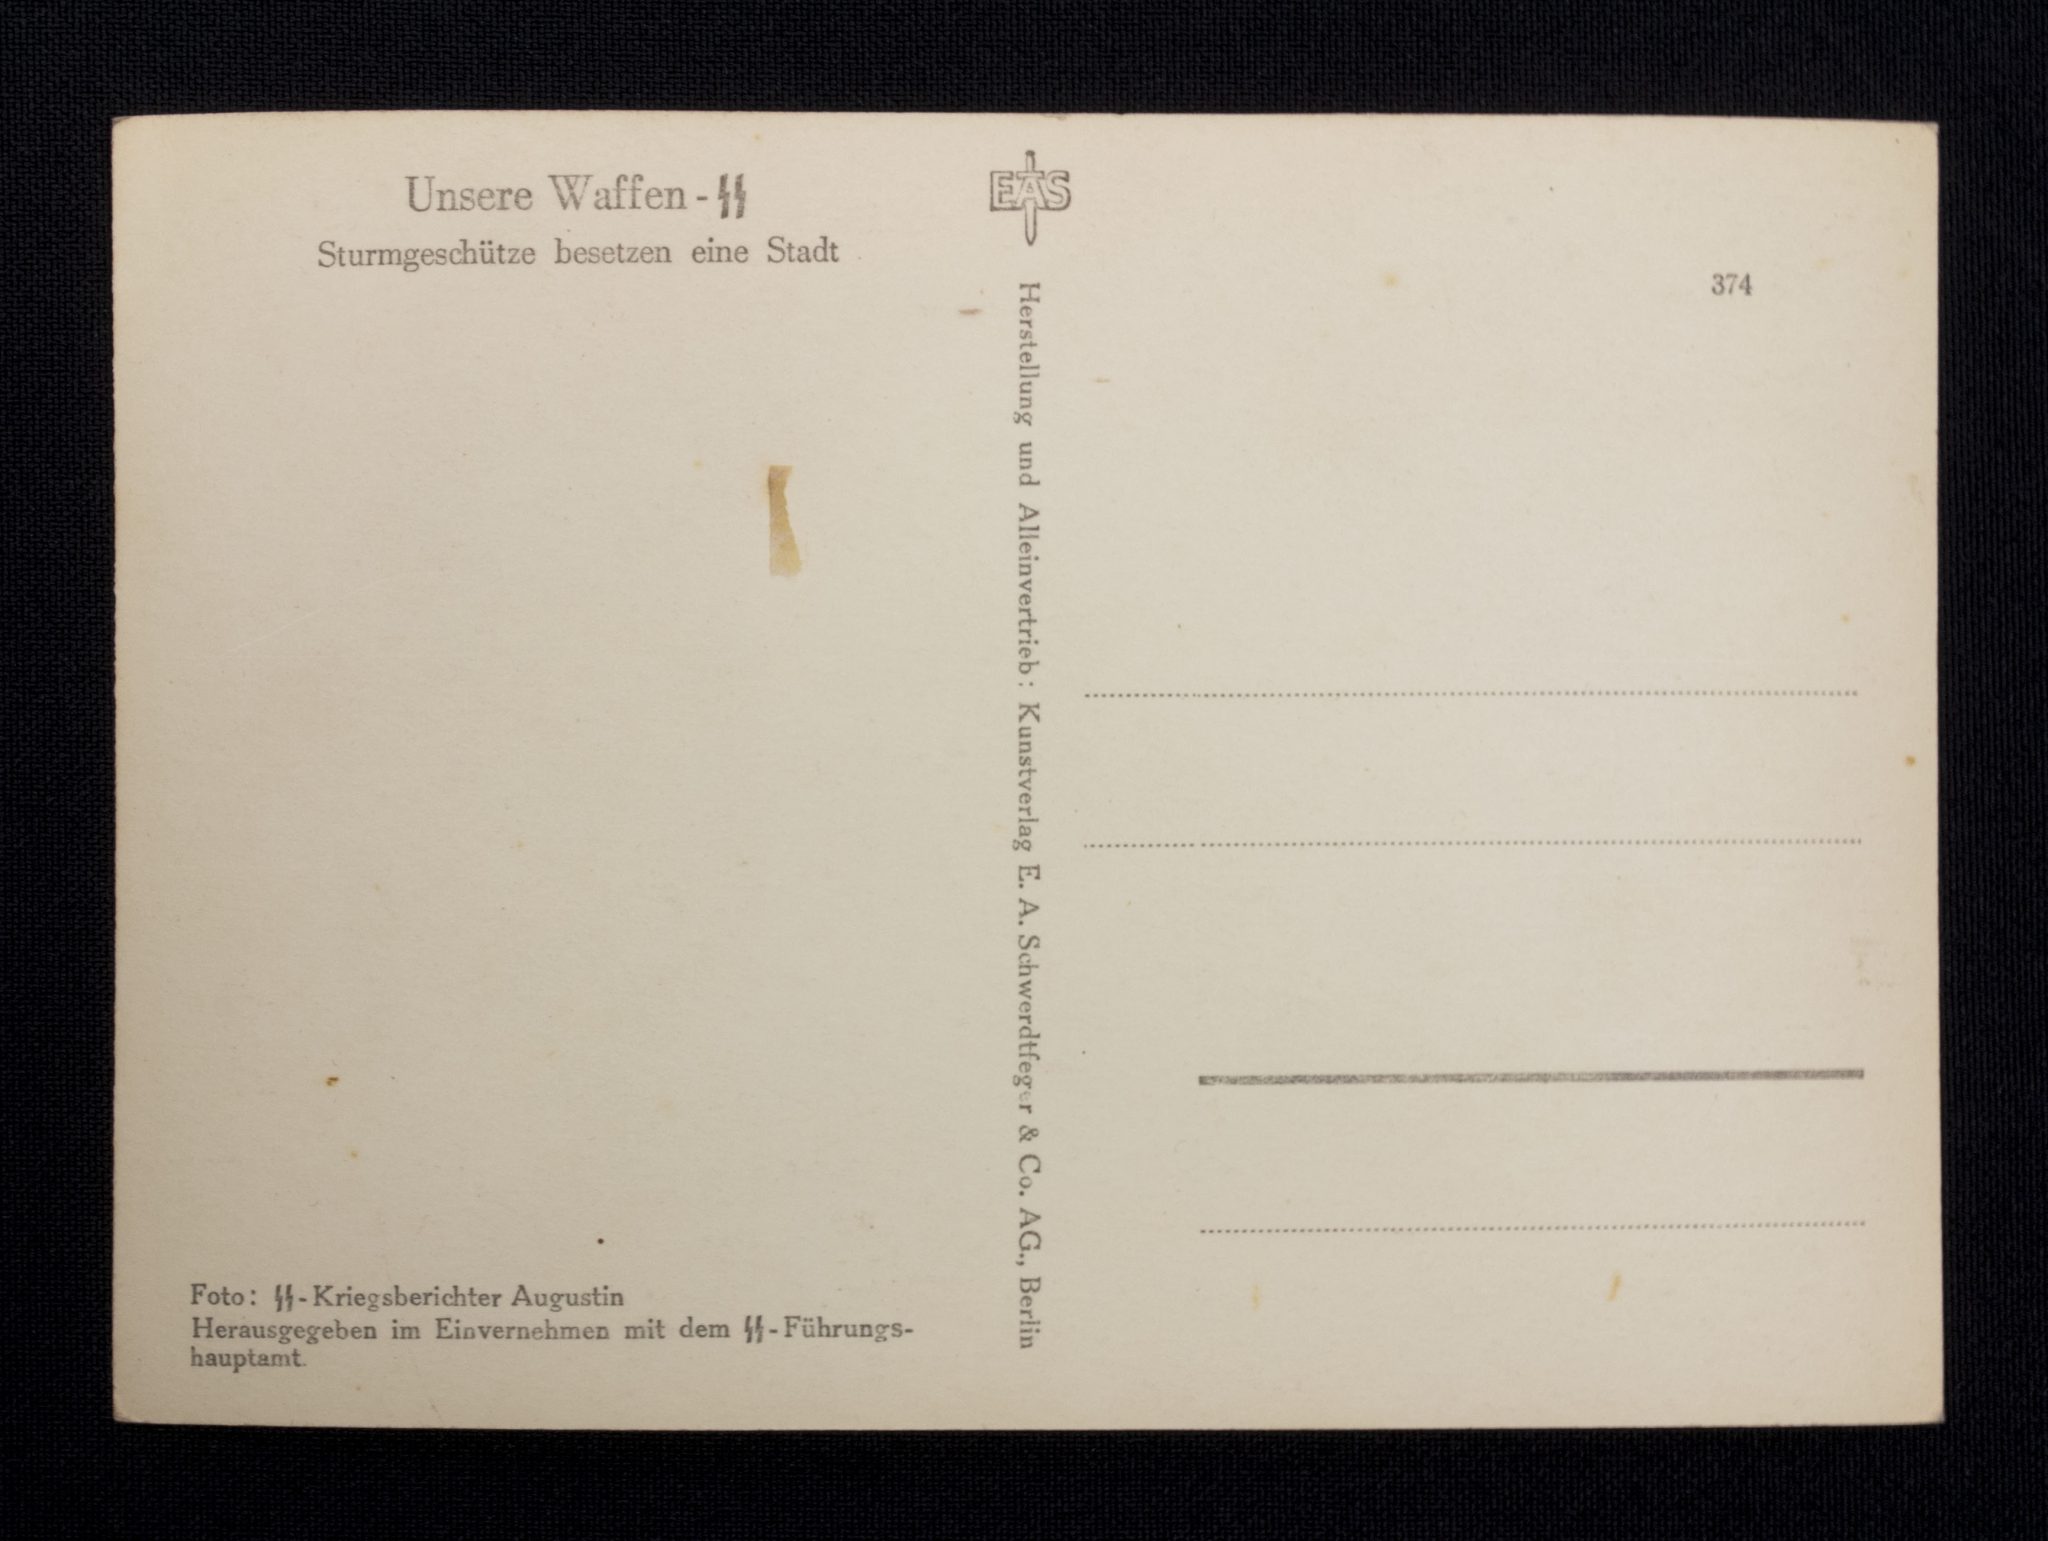 Unsere Waffen-ᛋᛋ
Sturmgeschütze besetzen eine Stadt
Foto: ᛋᛋ-Kriegsberichter Augustin
Herausgegeben im Einvernehmen mit dem ᛋᛋ-Führungs-
hauptamt.
EAS
Herstellung und Alleinvertrieb: Kunstverlag E. A. Schwerdtfeger & Co. AG., Berlin
374